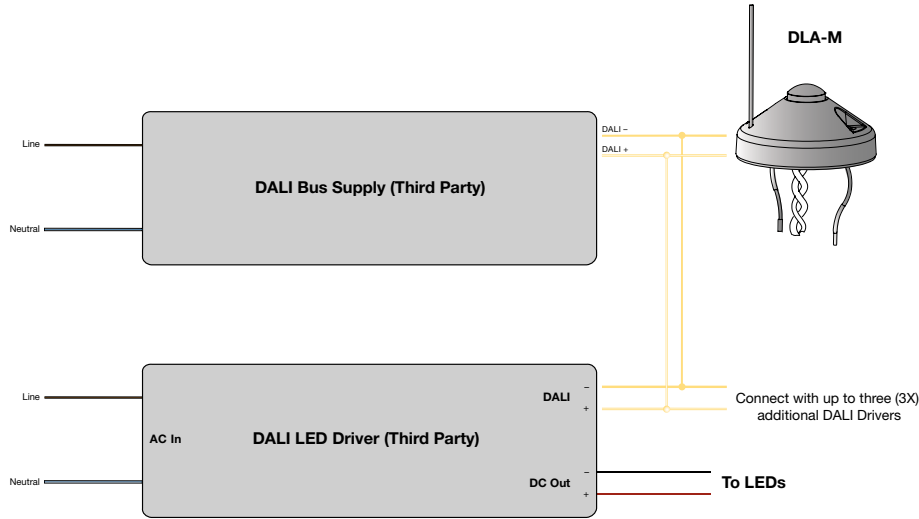 DLA-M
DALI –
Line
DALI +
DALI Bus Supply (Third Party)
Neutral
Line
DALI
–
+
Connect with up to three (3X)
additional DALI Drivers
AC In
DALI LED Driver (Third Party)
Neutral
DC Out
–
+
To LEDs